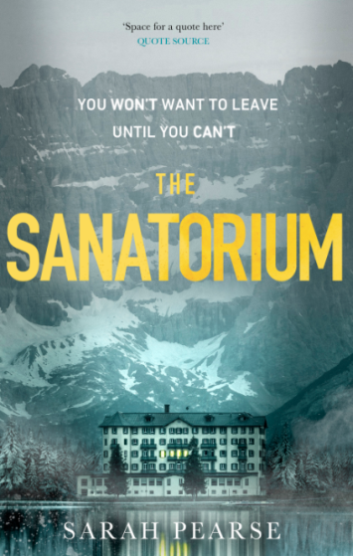 ‘Space for a quote here’
QUOTE SOURCE
YOU WON'T WANT TO LEAVE
UNTIL YOU CAN'T
THE
SANATORIUM
SARAH PEARSE